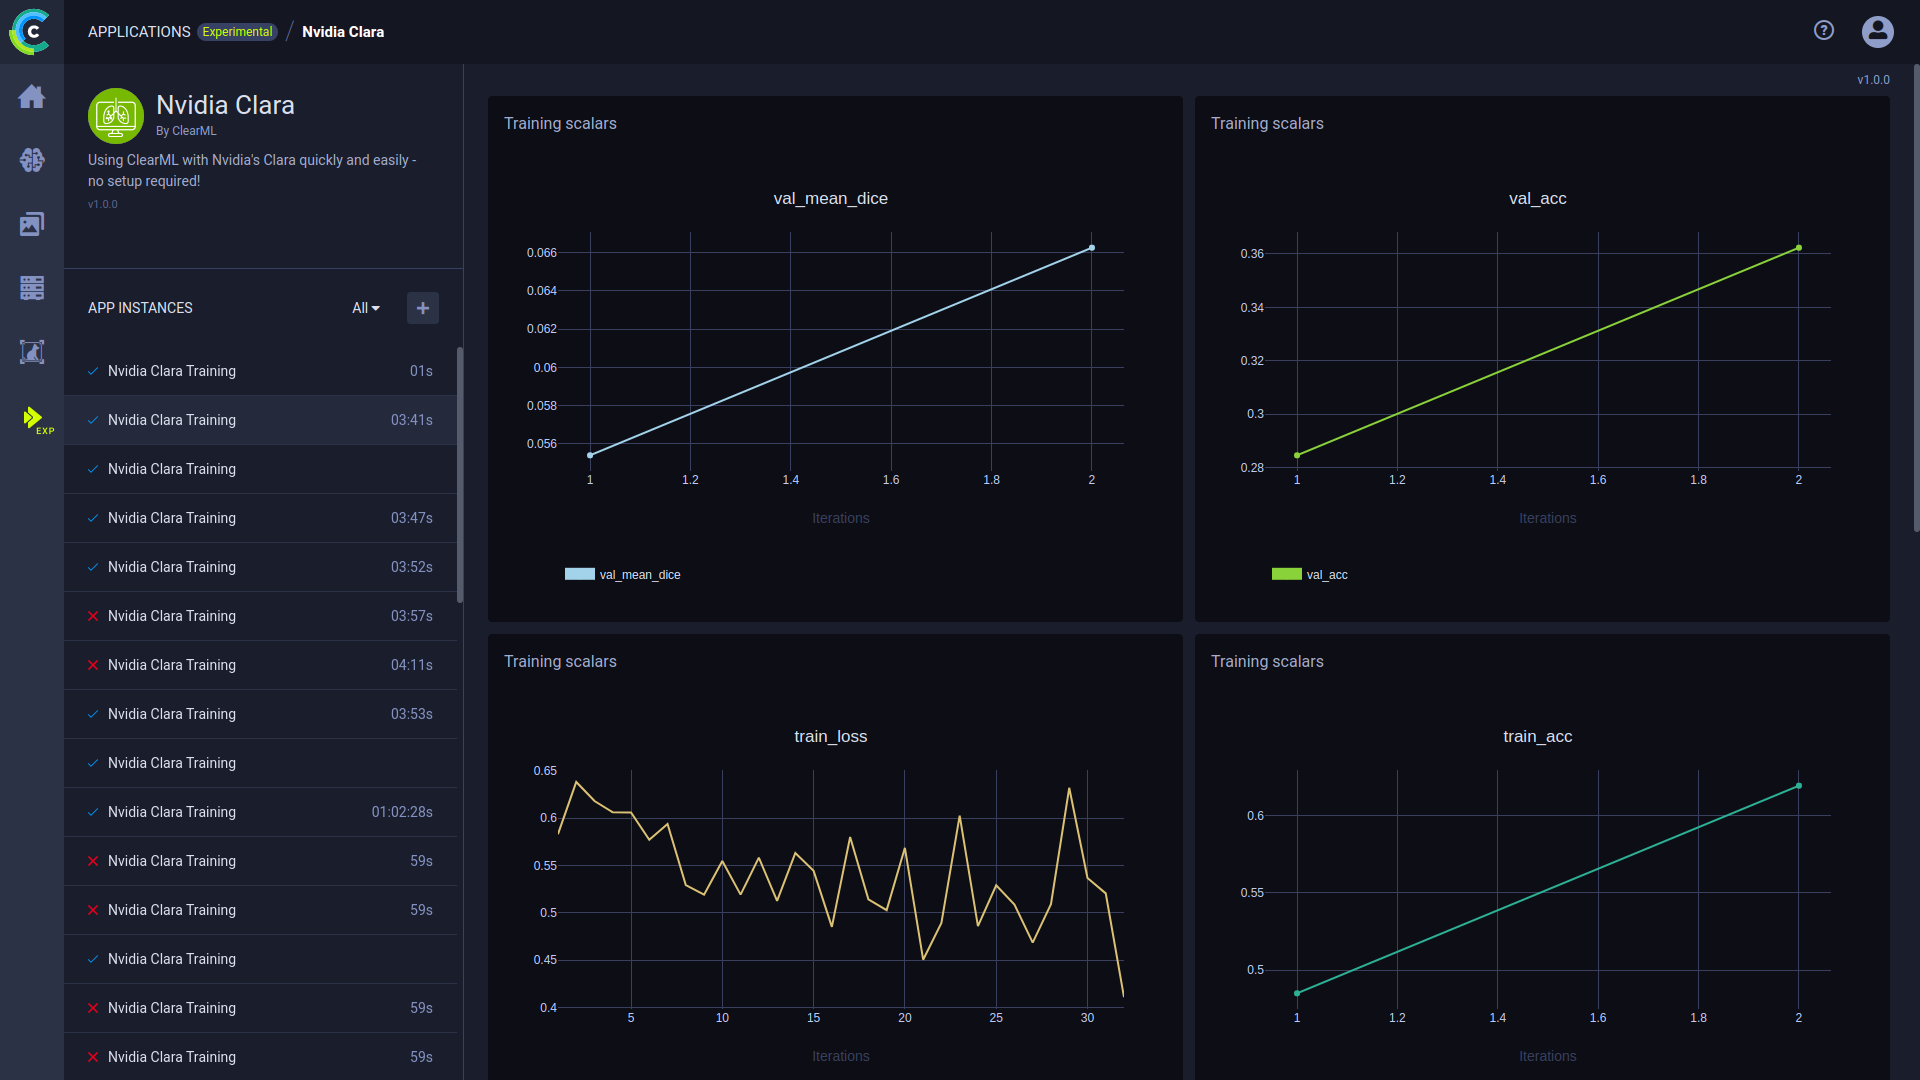 APPLICATIONS Experimental / Nvidia Clara
Nvidia Clara
By ClearML
Using ClearML with Nvidia's Clara quickly and easily -
no setup required!
v1.0.0
APP INSTANCES All
Nvidia Clara Training 01s
Nvidia Clara Training 03:41s
Nvidia Clara Training
Nvidia Clara Training 03:47s
Nvidia Clara Training 03:52s
Nvidia Clara Training 03:57s
Nvidia Clara Training 04:11s
Nvidia Clara Training 03:53s
Nvidia Clara Training
Nvidia Clara Training 01:02:28s
Nvidia Clara Training 59s
Nvidia Clara Training 59s
Nvidia Clara Training
Nvidia Clara Training 59s
Nvidia Clara Training 59s
EXP
v1.0.0
Training scalars
val_mean_dice
0.066
0.064
0.062
0.06
0.058
0.056
1 1.2 1.4 1.6 1.8 2
Iterations
val_mean_dice
Training scalars
val_acc
0.36
0.34
0.32
0.3
0.28
1 1.2 1.4 1.6 1.8 2
Iterations
val_acc
Training scalars
train_loss
0.65
0.6
0.55
0.5
0.45
0.4
5 10 15 20 25 30
Iterations
Training scalars
train_acc
0.6
0.55
0.5
1 1.2 1.4 1.6 1.8 2
Iterations